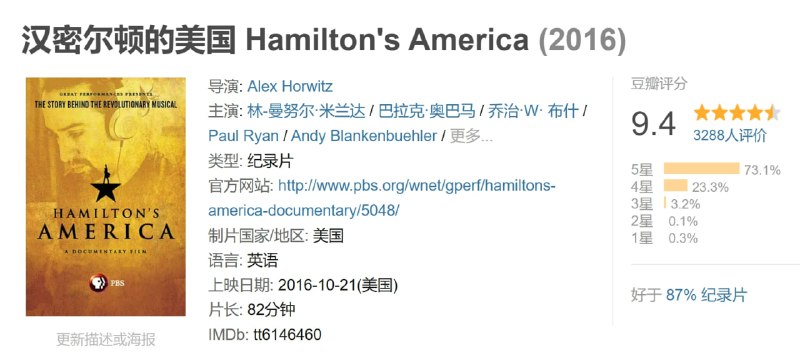 汉密尔顿的美国 Hamilton's America (2016)
GREAT PERFORMANCES PRESENTS
THE STORY BEHIND THE REVOLUTIONARY MUSICAL
HAMILTON'S
AMERICA
A DOCUMENTARY FILM
PBS
更新描述或海报
导演: Alex Horwitz
主演: 林-曼努尔·米兰达 / 巴拉克·奥巴马 / 乔治·W· 布什 /
Paul Ryan / Andy Blankenbuehler / 更多...
类型: 纪录片
官方网站: http://www.pbs.org/wnet/gperf/hamiltons-
america-documentary/5048/
制片国家/地区: 美国
语言: 英语
上映日期: 2016-10-21(美国)
片长: 82分钟
IMDb: tt6146460
豆瓣评分
9.4
3288人评价
5星 73.1%
4星 23.3%
3星 3.2%
2星 0.1%
1星 0.3%
好于 87% 纪录片